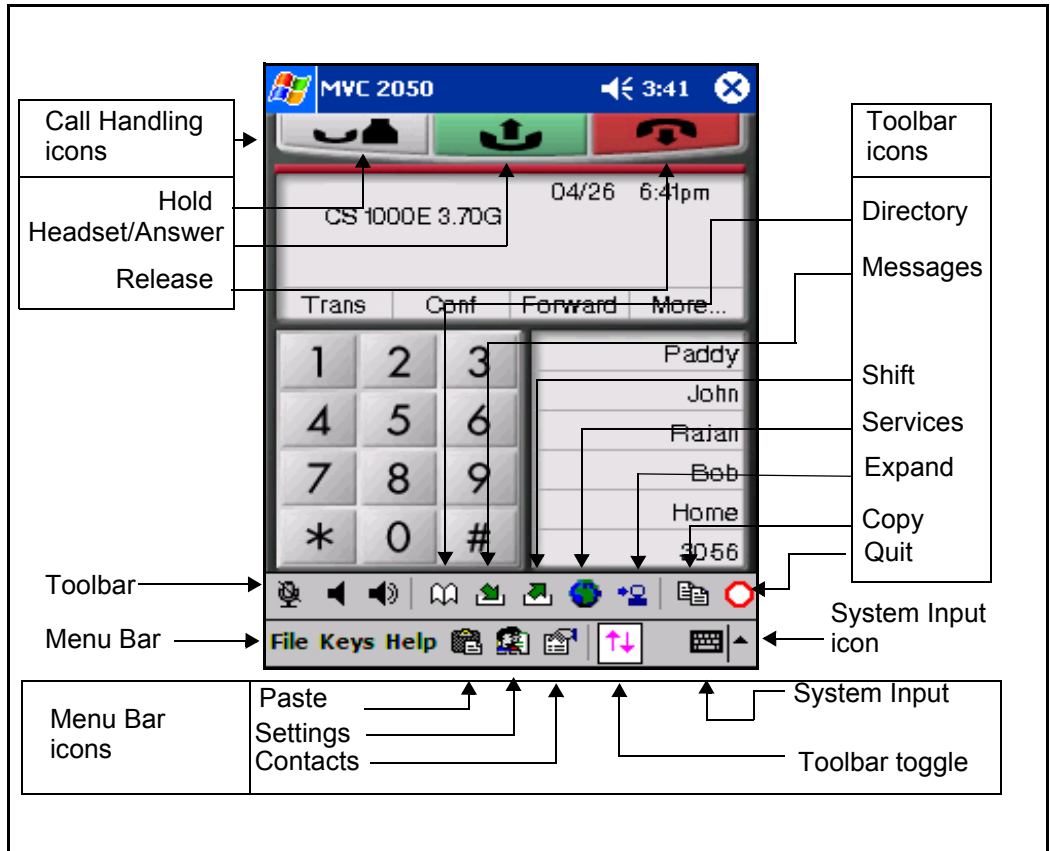 MVC 2050 3:41
Call Handling
icons
Hold
Headset/Answer
Release
04/26 6:41pm
CS 1000E 3.70G
Trans Conf Forward More...
1 2 3
4 5 6
7 8 9
* 0 #
Paddy
John
Rajan
Bob
Home
3056
Toolbar
icons
Directory
Messages
Shift
Services
Expand
Copy
Quit
Toolbar
Menu Bar
File Keys Help
System Input
icon
Menu Bar
icons
Paste
Settings
Contacts
System Input
Toolbar toggle